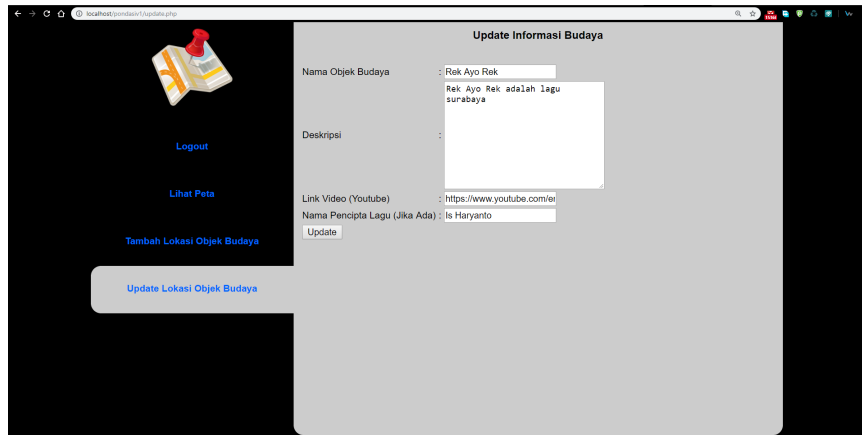 localhost/pondasiv1/update.php
Update Informasi Budaya
Nama Objek Budaya : Rek Ayo Rek
Rek Ayo Rek adalah lagu
surabaya
Deskripsi :
Logout
Lihat Peta
Link Video (Youtube) : https://www.youtube.com/
Nama Pencipta Lagu (Jika Ada) : Is Haryanto
Update
Tambah Lokasi Objek Budaya
Update Lokasi Objek Budaya